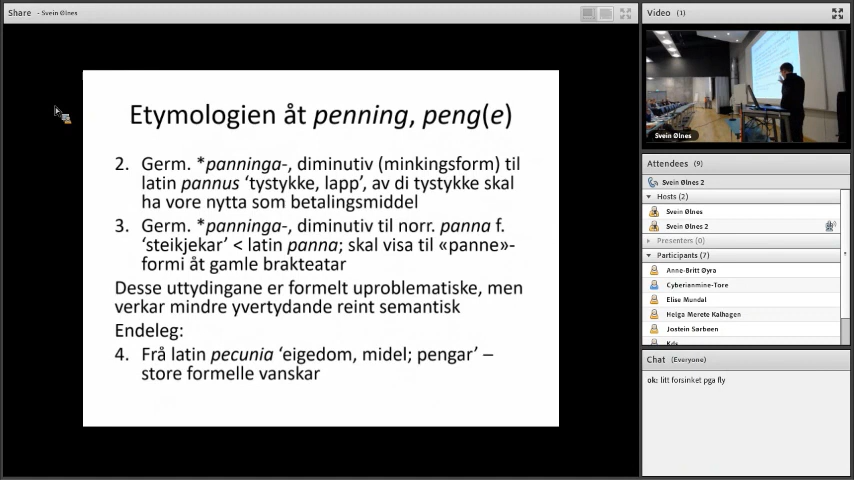 Share - Svein Ølnes
Etymologien åt penning, peng(e)
2. Germ. *panninga-, diminutiv (minkingsform) til
latin pannus ‘tystykke, lapp’, av di tystykke skal
ha vore nytta som betalingsmiddel
3. Germ. *panninga-, diminutiv til norr. panna f.
‘steikjekar’ < latin panna; skal visa til «panne»-
formi åt gamle brakteatar
Desse uttydingane er formelt uproblematiske, men
verkar mindre yvertydande reint semantisk
Endeleg:
4. Frå latin pecunia ‘eigedom, midel; pengar’ –
store formelle vanskar
Video (1)
Svein Ølnes
Attendees (9)
Svein Ølnes 2
Hosts (2)
Svein Ølnes
Svein Ølnes 2
Presenters (0)
Participants (7)
Anne-Britt Øyra
Cyberianmine-Tore
Elise Mundal
Helga Merete Kalhagen
Jostein Sørbøen
Chat (Everyone)
ok: litt forsinket pga fly